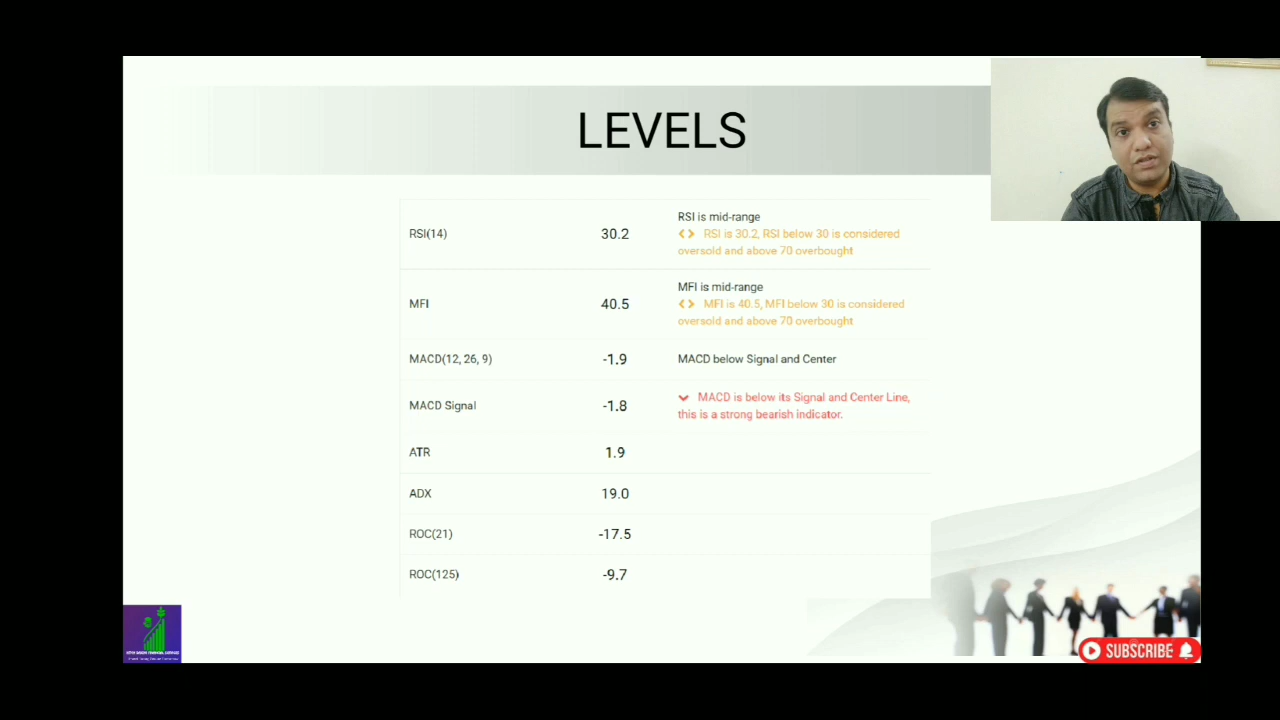 LEVELS
RSI(14)
30.2
RSI is mid-range
RSI is 30.2, RSI below 30 is considered
oversold and above 70 overbought
MFI
40.5
MFI is mid-range
MFI is 40.5, MFI below 30 is considered
oversold and above 70 overbought
MACD(12, 26, 9)
-1.9
MACD below Signal and Center
MACD Signal
-1.8
MACD is below its Signal and Center Line,
this is a strong bearish indicator.
ATR
1.9
ADX
19.0
ROC(21)
-17.5
ROC(125)
-9.7
SUBSCRIBE